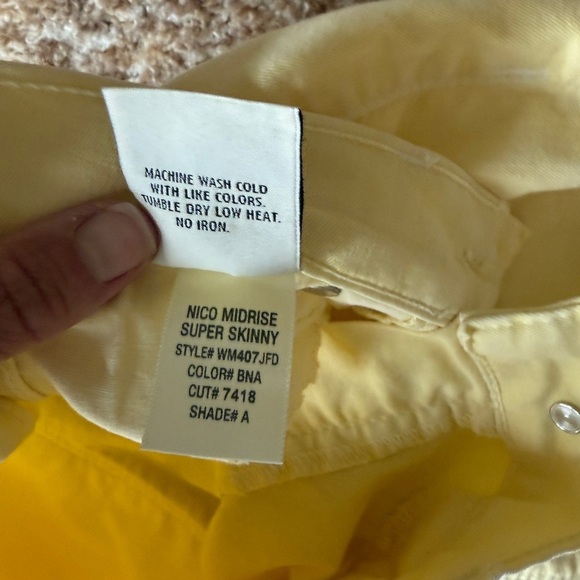 MACHINE WASH COLD
WITH LIKE COLORS.
TUMBLE DRY LOW HEAT.
NO IRON.
NICO MIDRISE
SUPER SKINNY
STYLE# WM407JFD
COLOR# BNA
CUT# 7418
SHADE# A